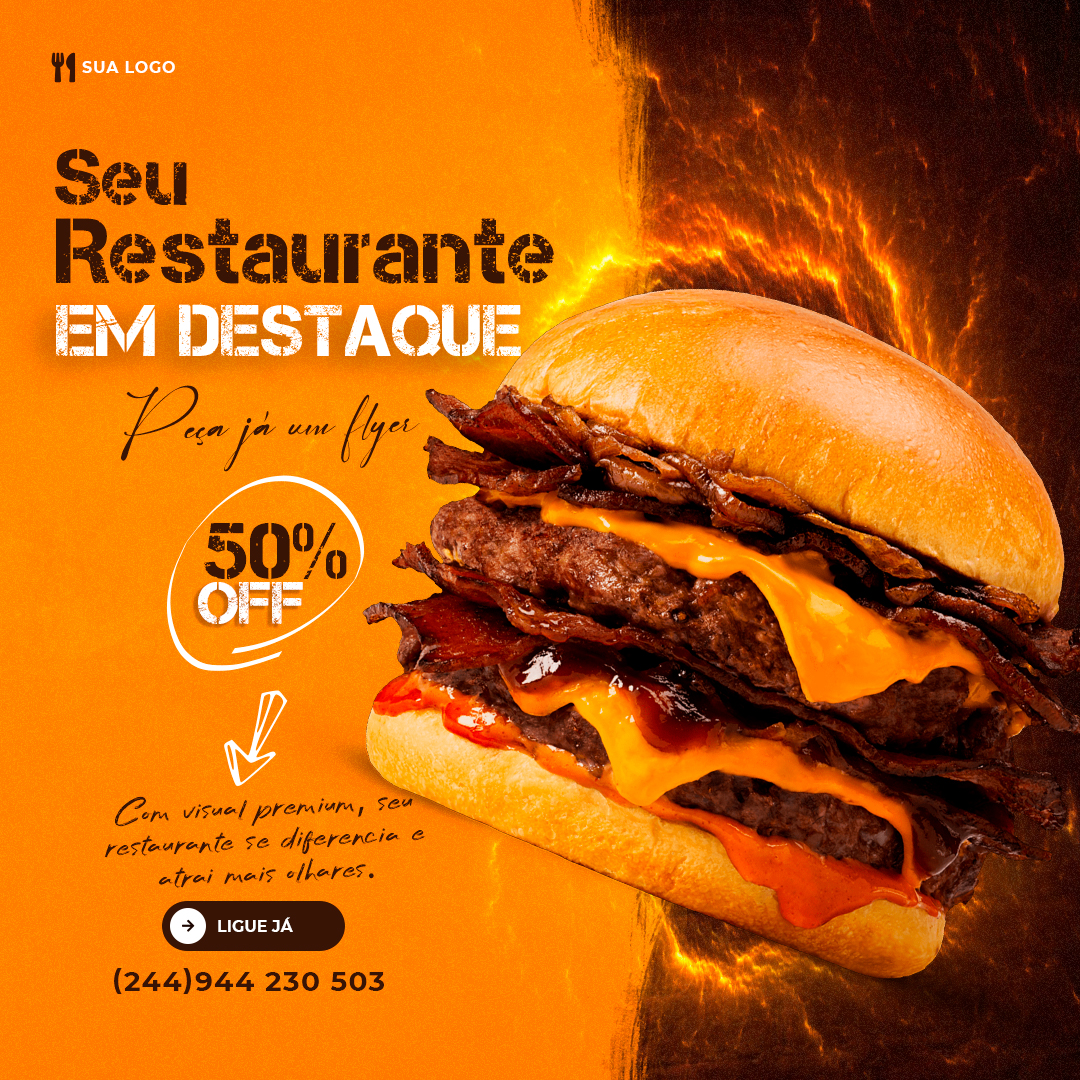 SUA LOGO
Seu
Restaurante
EM DESTAQUE
Peça já um flyer
50%
OFF
Com visual premium, seu
restaurante se diferencia e
atrai mais olhares.
LIGUE JÁ
(244)944 230 503